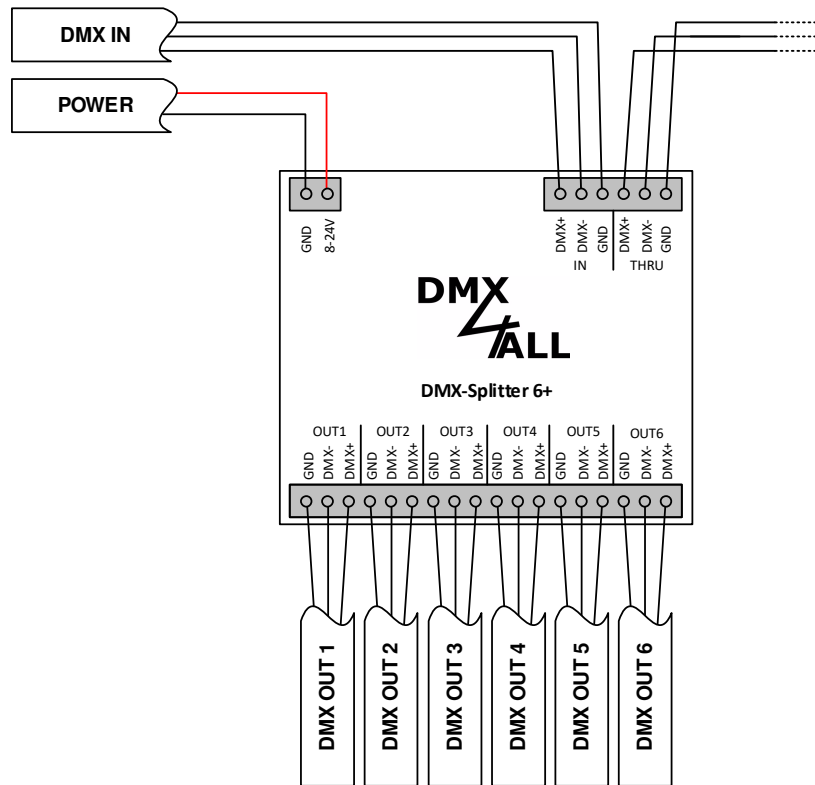 DMX IN
POWER
GND
8-24V
DMX+
DMX-
GND
DMX+
DMX-
GND
IN
THRU
DMX
4ALL
DMX-Splitter 6+
OUT1
OUT2
OUT3
OUT4
OUT5
OUT6
GND
DMX-
DMX+
GND
DMX-
DMX+
GND
DMX-
DMX+
GND
DMX-
DMX+
GND
DMX-
DMX+
GND
DMX-
DMX+
DMX OUT 1
DMX OUT 2
DMX OUT 3
DMX OUT 4
DMX OUT 5
DMX OUT 6